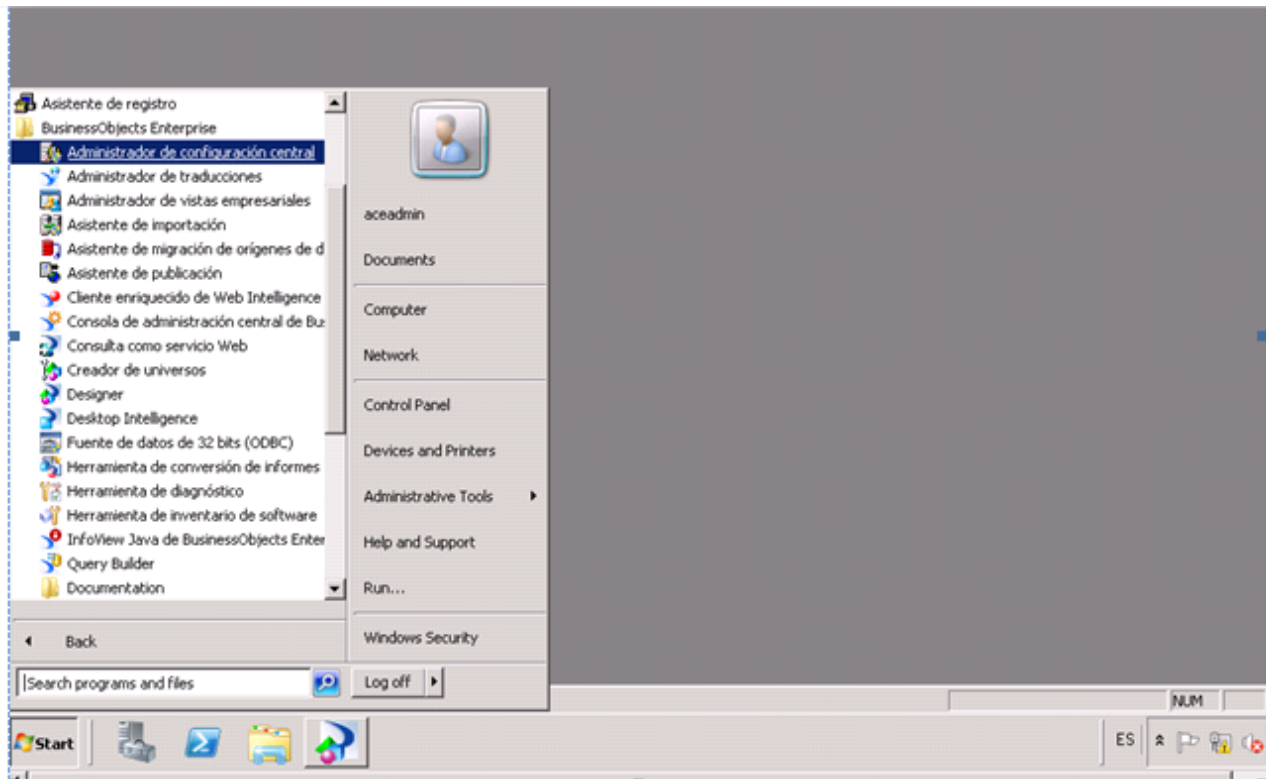 Asistente de registro
BusinessObjects Enterprise
Administrador de configuración central
Administrador de traducciones
Administrador de vistas empresariales
Asistente de importación
Asistente de migración de orígenes de d
Asistente de publicación
Cliente enriquecido de Web Intelligence
Consola de administración central de Bus
Consulta como servicio Web
Creador de universos
Designer
Desktop Intelligence
Fuente de datos de 32 bits (ODBC)
Herramienta de conversión de informes
Herramienta de diagnóstico
Herramienta de inventario de software
InfoView Java de BusinessObjects Enter
Query Builder
Documentation
Back
Search programs and files
aceadmin
Documents
Computer
Network
Control Panel
Devices and Printers
Administrative Tools
Help and Support
Run...
Windows Security
Log off
NUM
Start
ES